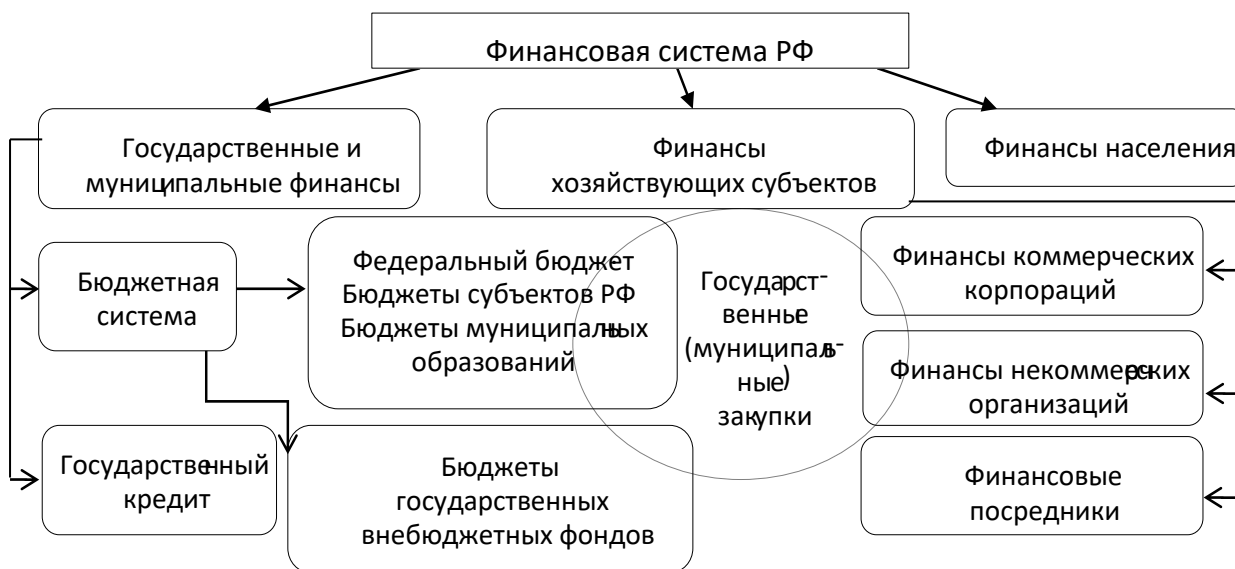 Финансовая система РФ
Государственные и
муниципальные финансы
Финансы
хозяйствующих субъектов
Финансы населения
Бюджетная
система
Федеральный бюджет
Бюджеты субъектов РФ
Бюджеты муниципальных
образований
Государст-
венные
(муниципаль-
ные)
закупки
Финансы коммерческих
корпораций
Финансы некоммерческих
организаций
Государственный
кредит
Бюджеты
государственных
внебюджетных фондов
Финансовые
посредники